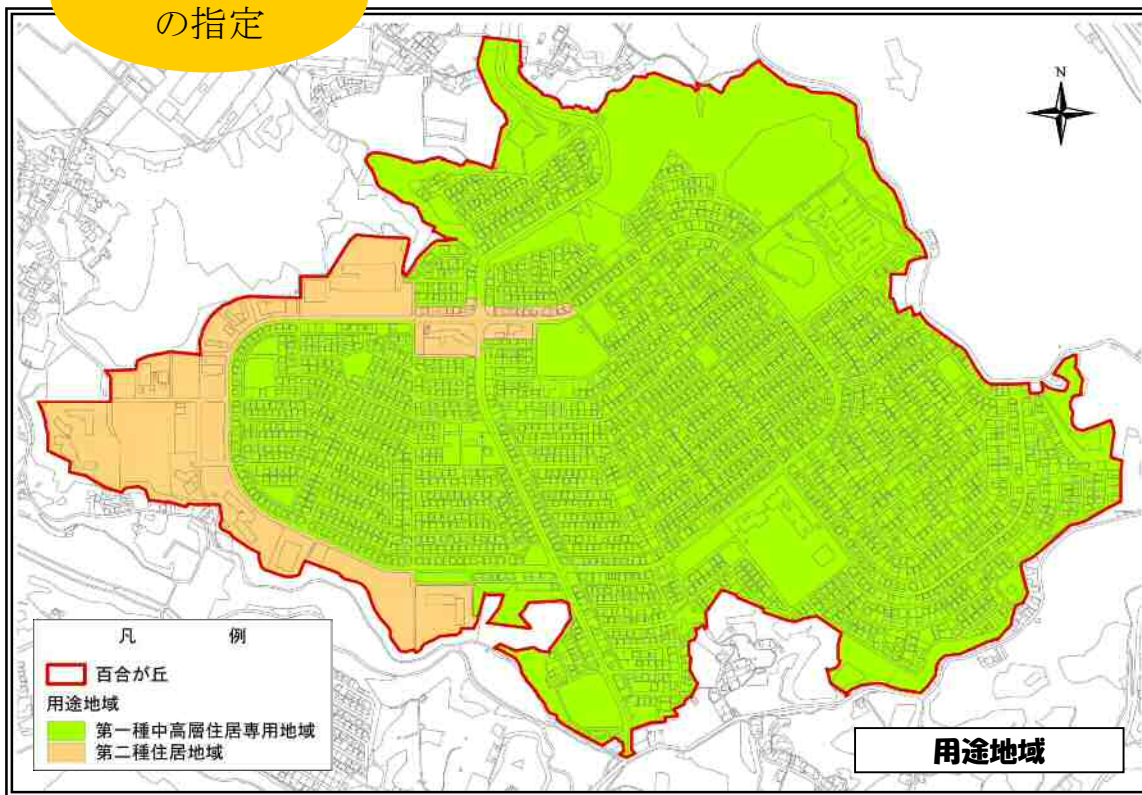 の指定
N
凡 例
百合が丘
用途地域
第一種中高層住居専用地域
第二種住居地域
用途地域